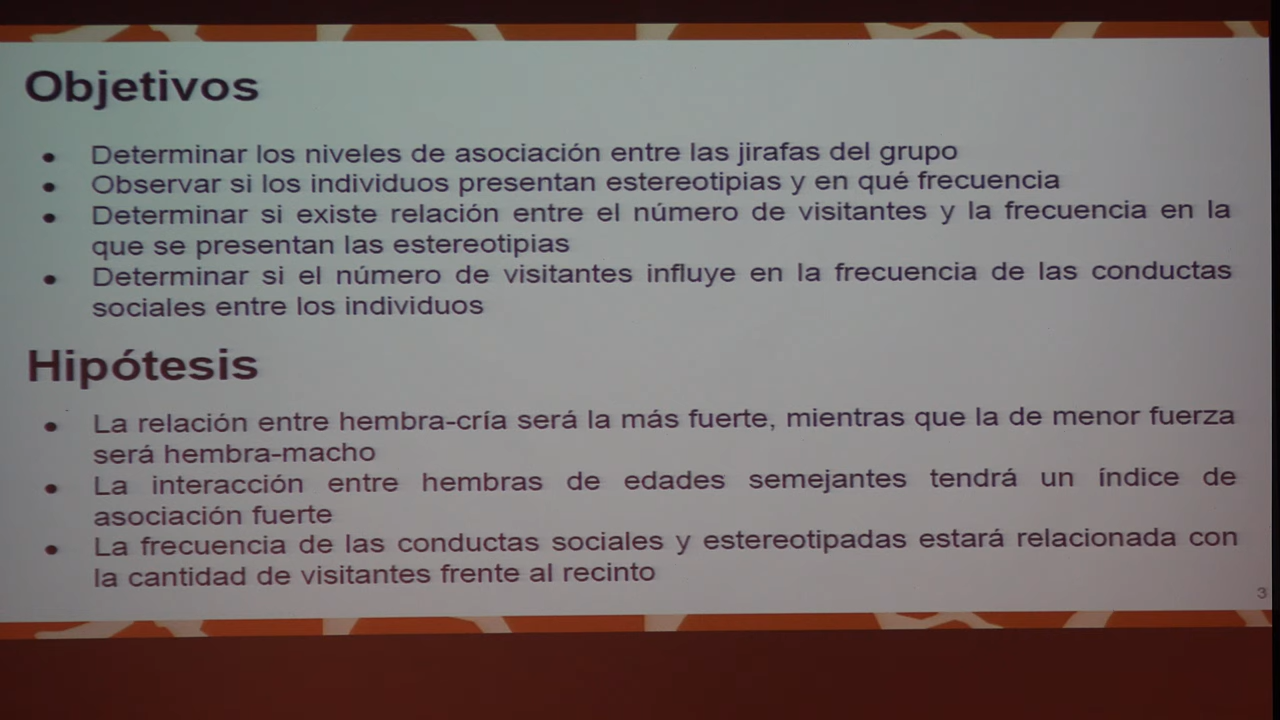 Objetivos
● Determinar los niveles de asociación entre las jirafas del grupo
● Observar si los individuos presentan estereotipias y en qué frecuencia
● Determinar si existe relación entre el número de visitantes y la frecuencia en la
que se presentan las estereotipias
● Determinar si el número de visitantes influye en la frecuencia de las conductas
sociales entre los individuos
Hipótesis
● La relación entre hembra-cría será la más fuerte, mientras que la de menor fuerza
será hembra-macho
● La interacción entre hembras de edades semejantes tendrá un índice de
asociación fuerte
● La frecuencia de las conductas sociales y estereotipadas estará relacionada con
la cantidad de visitantes frente al recinto
3